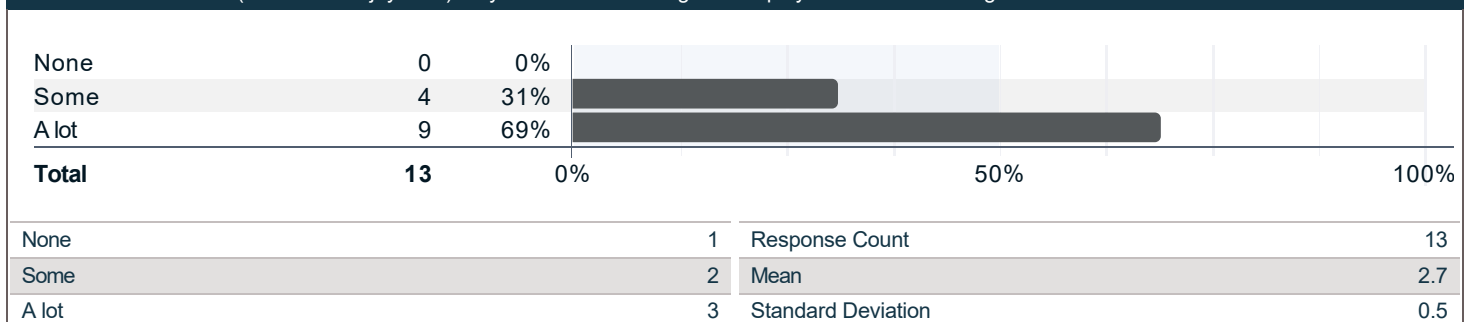 None 0 0%
Some 4 31%
A lot 9 69%
Total 13 0% 50% 100%
None 1 Response Count 13
Some 2 Mean 2.7
A lot 3 Standard Deviation 0.5